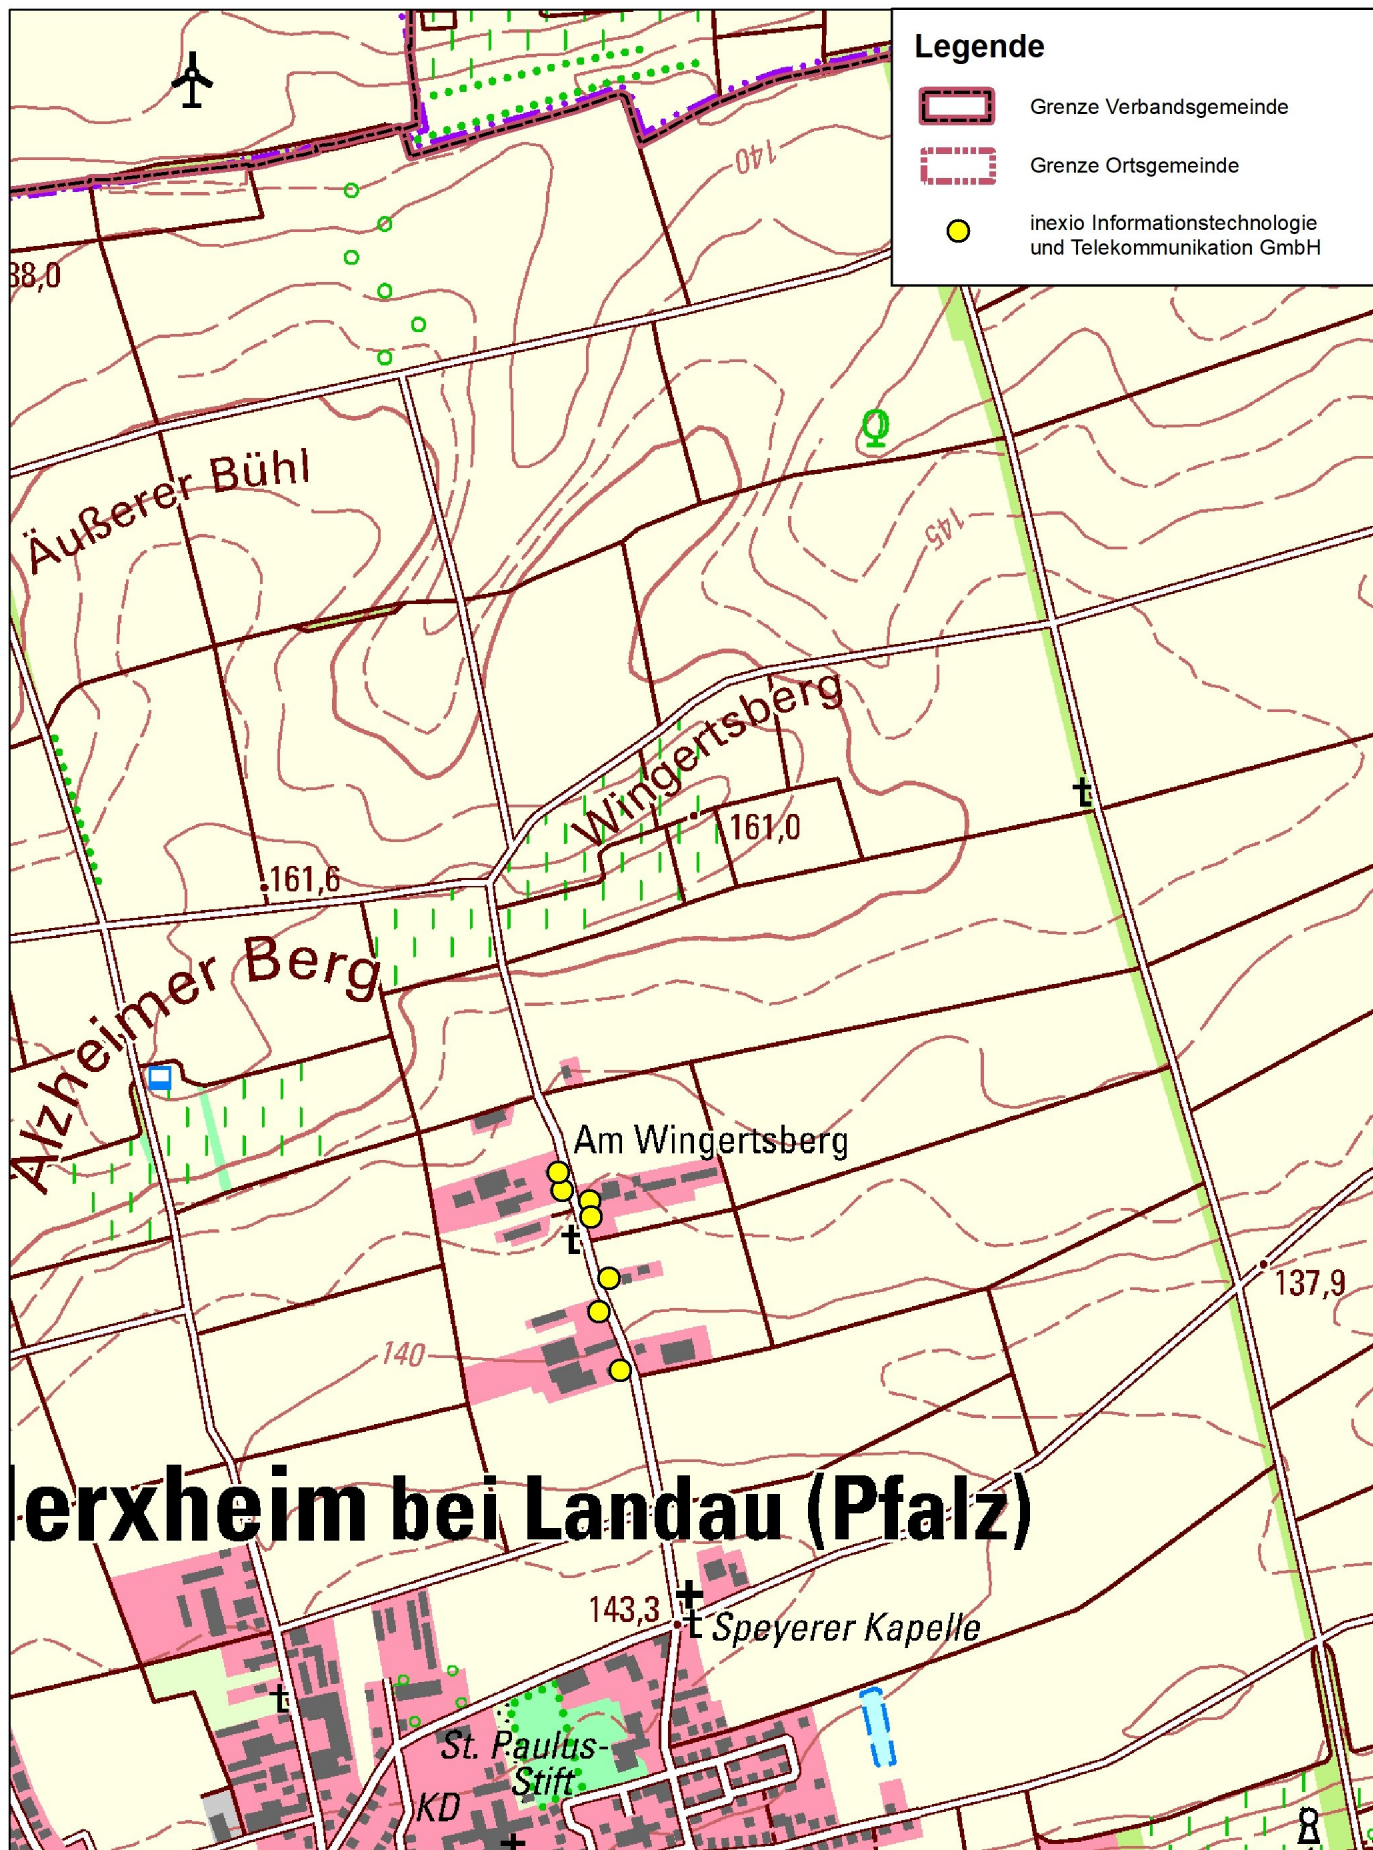 Legende
Grenze Verbandsgemeinde
Grenze Ortsgemeinde
inexio Informationstechnologie
und Telekommunikation GmbH
140
38,0
Äußerer Bühl
145
Wingertsberg
161,0
161,6
Alzheimer Berg
Am Wingertsberg
137,9
140
erxheim bei Landau (Pfalz)
143,3
Speyerer Kapelle
St. Paulus-
Stift
KD